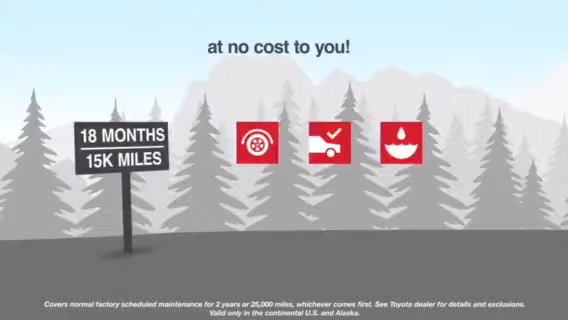 at no cost to you!
18 MONTHS
15K MILES
Covers normal factory scheduled maintenance for 2 years or 25,000 miles, whichever comes first. See Toyota dealer for details and exclusions.
Valid only in the continental U.S. and Alaska.